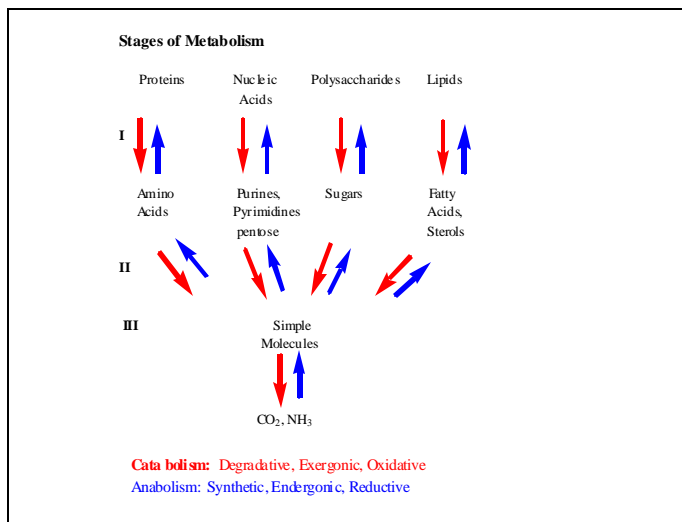 Stages of Metabolism
Proteins Nucleic Acids Polysaccharides Lipids
I
Amino Acids Purines, Pyrimidines pentose Sugars Fatty Acids, Sterols
II
III Simple
Molecules
CO₂, NH₃
Catabolism: Degradative, Exergonic, Oxidative
Anabolism: Synthetic, Endergonic, Reductive